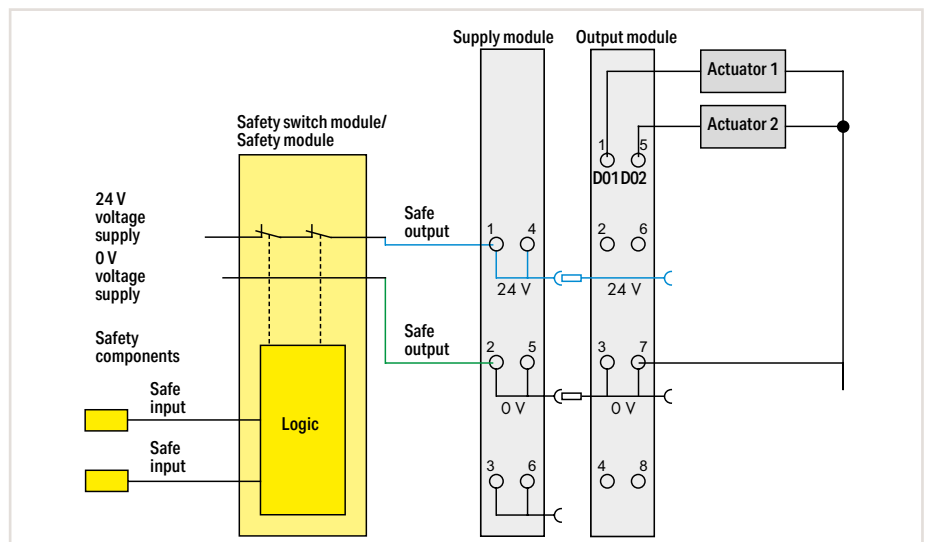 Supply module
Output module
Actuator 1
Actuator 2
Safety switch module/
Safety module
1
5
D01 D02
24 V
voltage
supply
0 V
voltage
supply
Safe
output
1
4
2
6
24 V
24 V
Safety
components
Safe
output
2
5
3
7
0 V
0 V
Safe
input
Logic
Safe
input
3
6
4
8